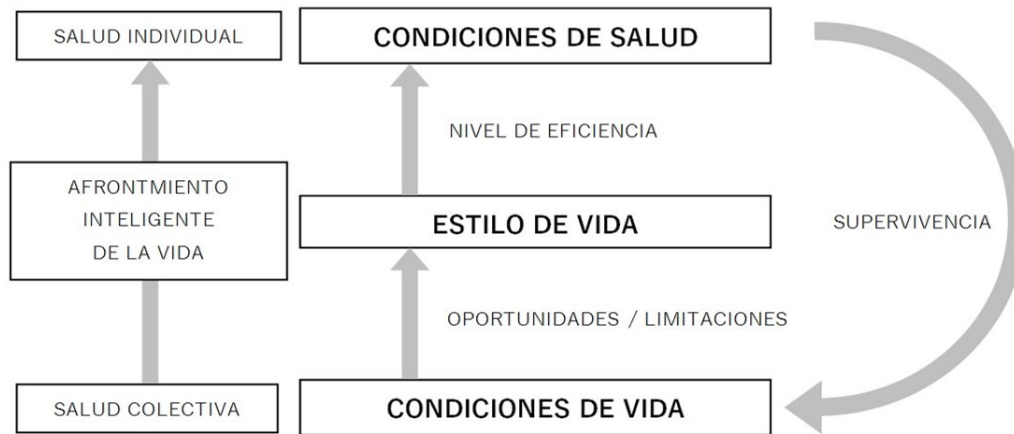 SALUD INDIVIDUAL
CONDICIONES DE SALUD
NIVEL DE EFICIENCIA
AFRONTMIENTO
INTELIGENTE
DE LA VIDA
ESTILO DE VIDA
SUPERVIVENCIA
OPORTUNIDADES / LIMITACIONES
SALUD COLECTIVA
CONDICIONES DE VIDA